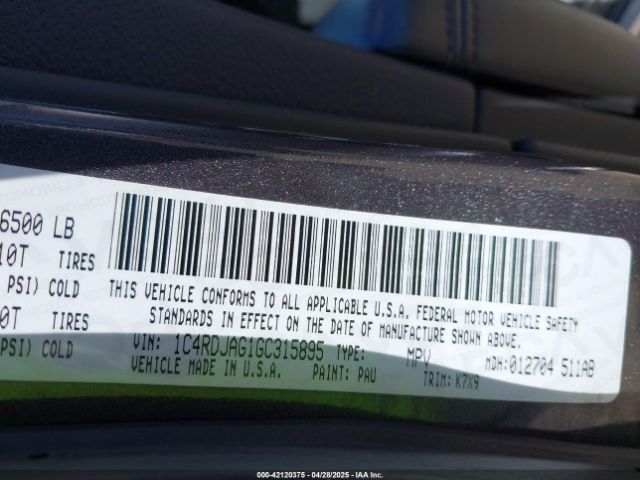 6500 LB
10T TIRES
PSI) COLD
0T TIRES
PSI) COLD
THIS VEHICLE CONFORMS TO ALL APPLICABLE U.S.A. FEDERAL MOTOR VEHICLE SAFETY
STANDARDS IN EFFECT ON THE DATE OF MANUFACTURE SHOWN ABOVE.
VIN: 1C4RDJAG1GC315895 TYPE: MPV MDH:012704 511AB
VEHICLE MADE IN U.S.A. PAINT: PAU TRIM: K7X9
000-42120375 - 04/28/2025 - IAA Inc.